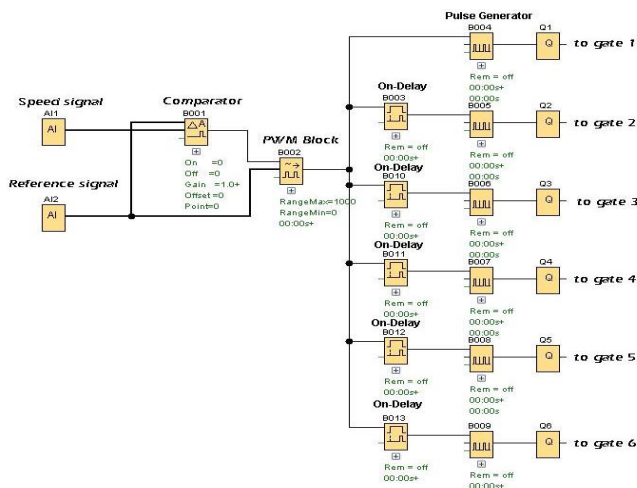 Pulse Generator
B004
Q1
Q
to gate 1
Rem = off
00:00s+
00:00s
Speed signal
AI1
AI
Comparator
B001
△A
On =0
Off =0
Gain =1.0+
Offset=0
Point=0
PWM Block
B002
RangeMax=1000
RangeMin=0
00:00s+
Reference signal
AI2
AI
On-Delay
B003
Rem = off
00:00s+
B005
Rem = off
00:00s+
00:00s
Q2
Q
to gate 2
On-Delay
B010
Rem = off
00:00s+
B006
Rem = off
00:00s+
00:00s
Q3
Q
to gate 3
On-Delay
B011
Rem = off
00:00s+
B007
Rem = off
00:00s+
00:00s
Q4
Q
to gate 4
On-Delay
B012
Rem = off
00:00s+
B008
Rem = off
00:00s+
00:00s
Q5
Q
to gate 5
On-Delay
B013
Rem = off
00:00s+
B009
Rem = off
00:00s+
00:00s
Q6
Q
to gate 6